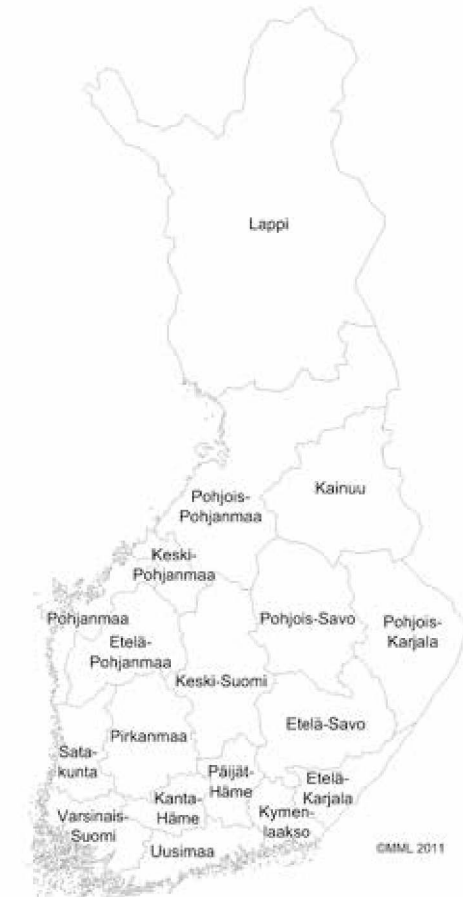 Lappi
Kainuu
Pohjois-
Pohjanmaa
Keski-
Pohjanmaa
Pohjanmaa
Pohjois-Savo
Pohjois-
Karjala
Etelä-
Pohjanmaa
Keski-Suomi
Etelä-Savo
Pirkanmaa
Sata-
kunta
Päijät-
Häme
Etelä-
Karjala
Kanta-
Häme
Kymen-
laakso
Varsinais-
Suomi
Uusimaa
©MML 2011